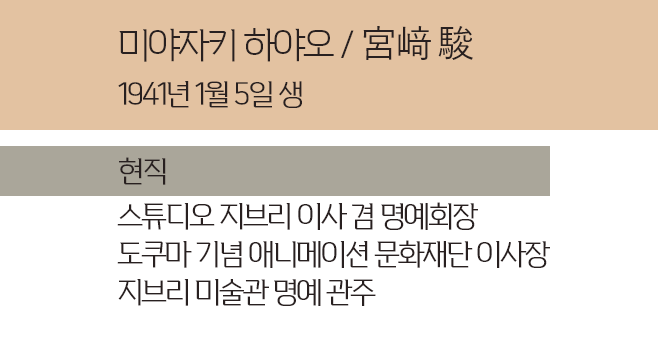 미야자키 하야오 / 宮﨑 駿
1941년 1월 5일 생
현직
스튜디오 지브리 이사 겸 명예회장
도쿠마 기념 애니메이션 문화재단 이사장
지브리 미술관 명예 관주